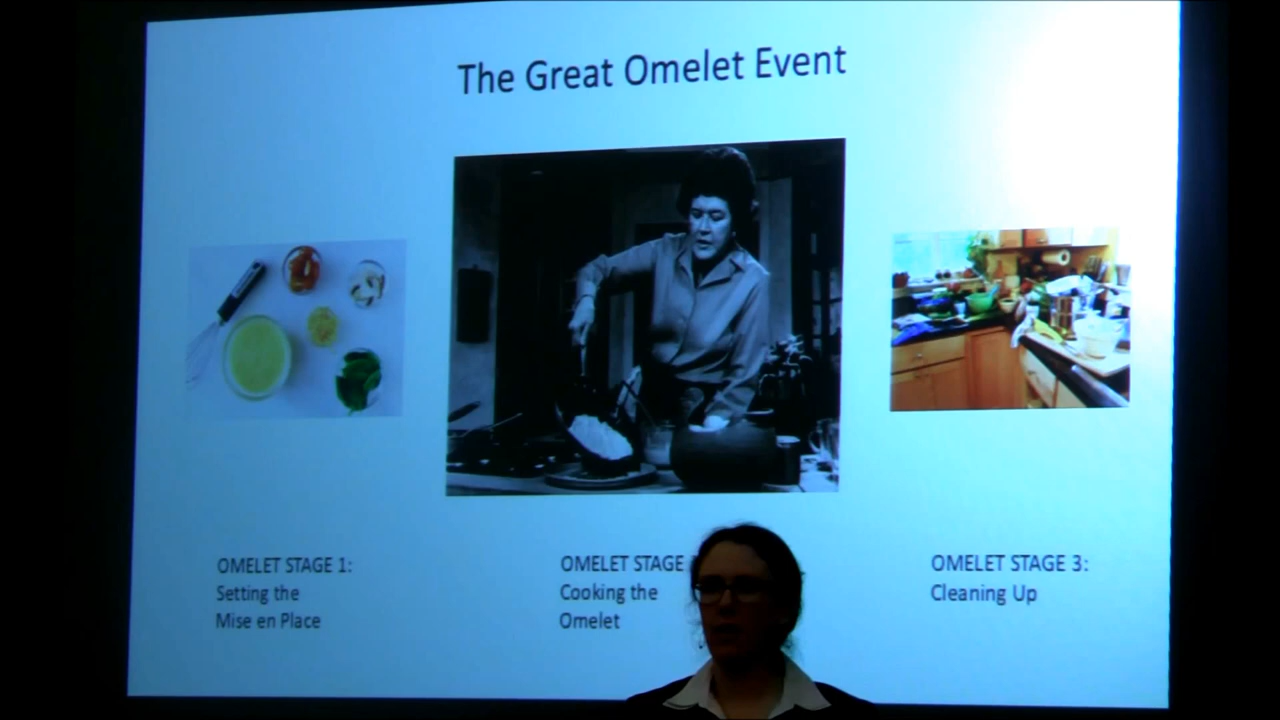 The Great Omelet Event
OMELET STAGE 1:
Setting the
Mise en Place
OMELET STAGE
Cooking the
Omelet
OMELET STAGE 3:
Cleaning Up